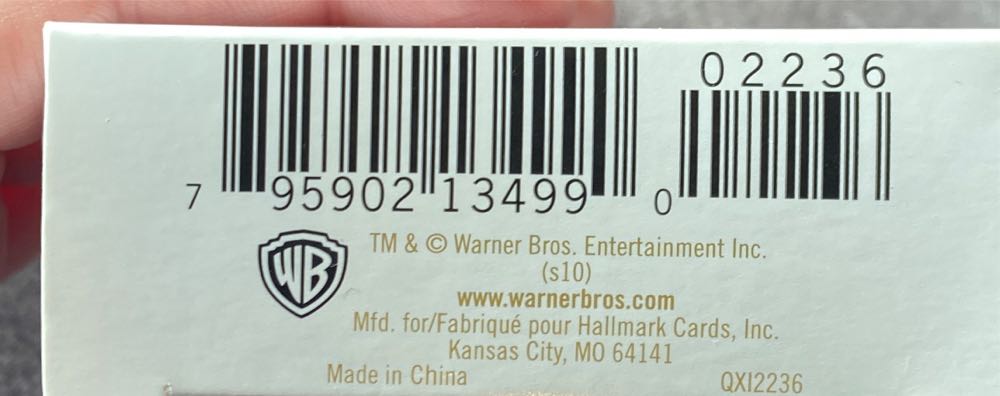 02236
7 95902 13499 0
WB
TM & © Warner Bros. Entertainment Inc.
(s10)
www.warnerbros.com
Mfd. for/Fabriqué pour Hallmark Cards, Inc.
Kansas City, MO 64141
Made in China QXI2236